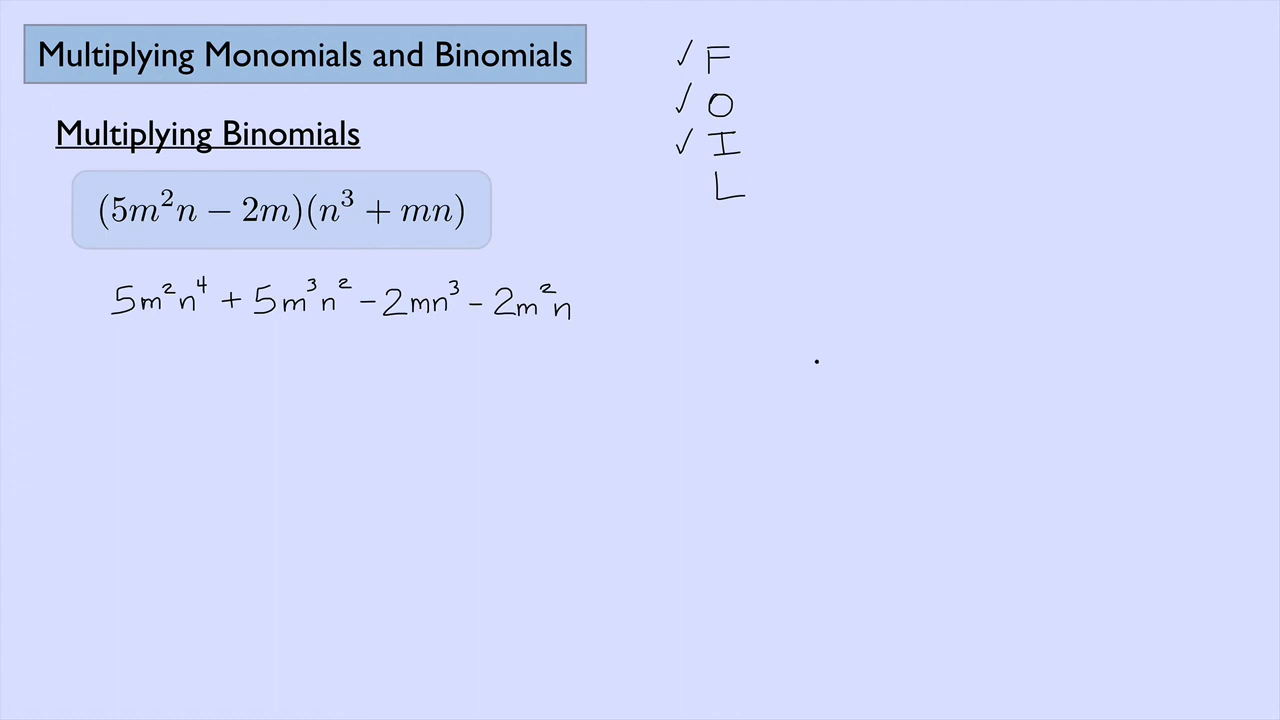 Multiplying Monomials and Binomials
Multiplying Binomials
(5m²n − 2m)(n³ + mn)
5m²n⁴ + 5m³n² − 2mn³ − 2m²n
✓ F
✓ O
✓ I
L